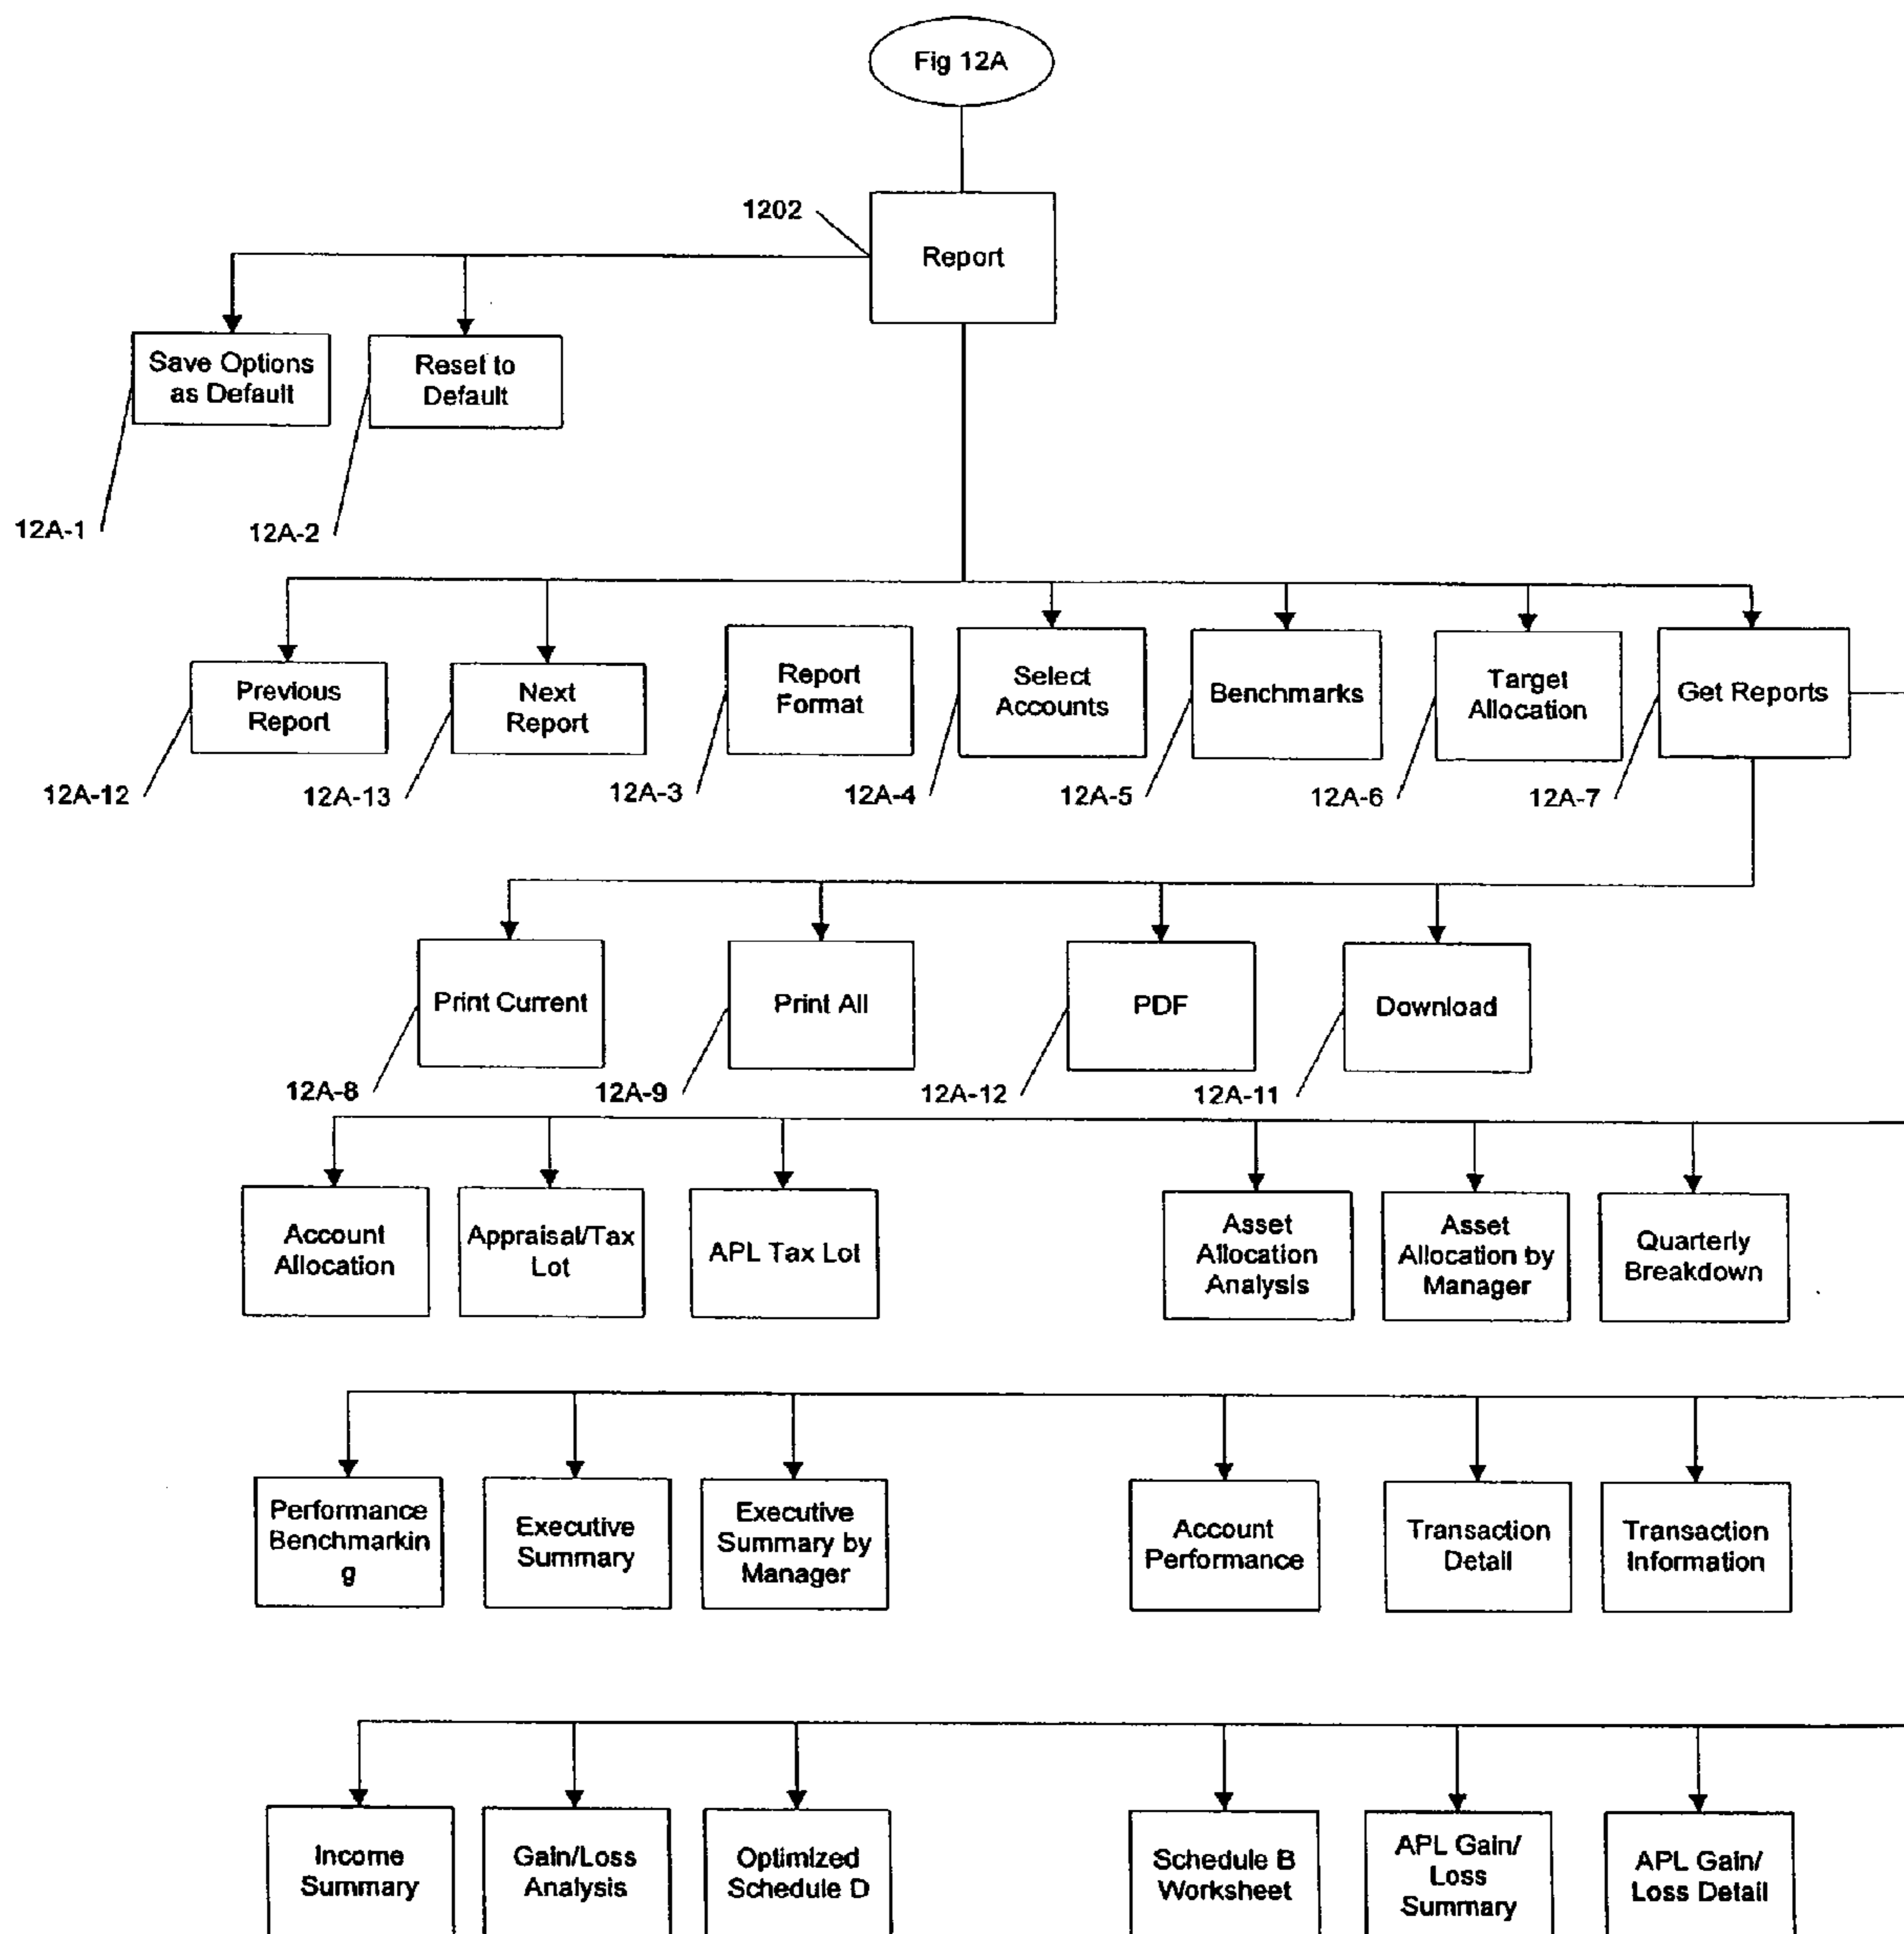 Fig 12A
1202
Report
Save Options
as Default
Reset to
Default
12A-1
12A-2
Previous
Report
Next
Report
Report
Format
Select
Accounts
Benchmarks
Target
Allocation
Get Reports
12A-12
12A-13
12A-3
12A-4
12A-5
12A-6
12A-7
Print Current
Print All
PDF
Download
12A-8
12A-9
12A-12
12A-11
Account
Allocation
Appraisal/Tax
Lot
APL Tax Lot
Asset
Allocation
Analysis
Asset
Allocation by
Manager
Quarterly
Breakdown
Performance
Benchmarkin
g
Executive
Summary
Executive
Summary by
Manager
Account
Performance
Transaction
Detail
Transaction
Information
Income
Summary
Gain/Loss
Analysis
Optimized
Schedule D
Schedule B
Worksheet
APL Gain/
Loss
Summary
APL Gain/
Loss Detail